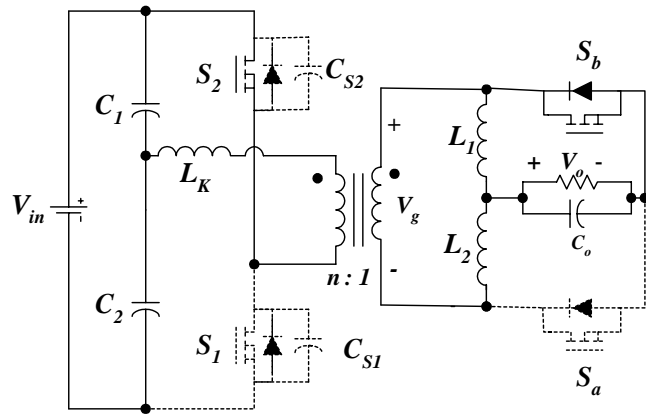 S2
CS2
Sb
C1
+
L1
+ Vo -
LK
Vin
+
-
Vg
Co
L2
n : 1
-
C2
S1
CS1
Sa